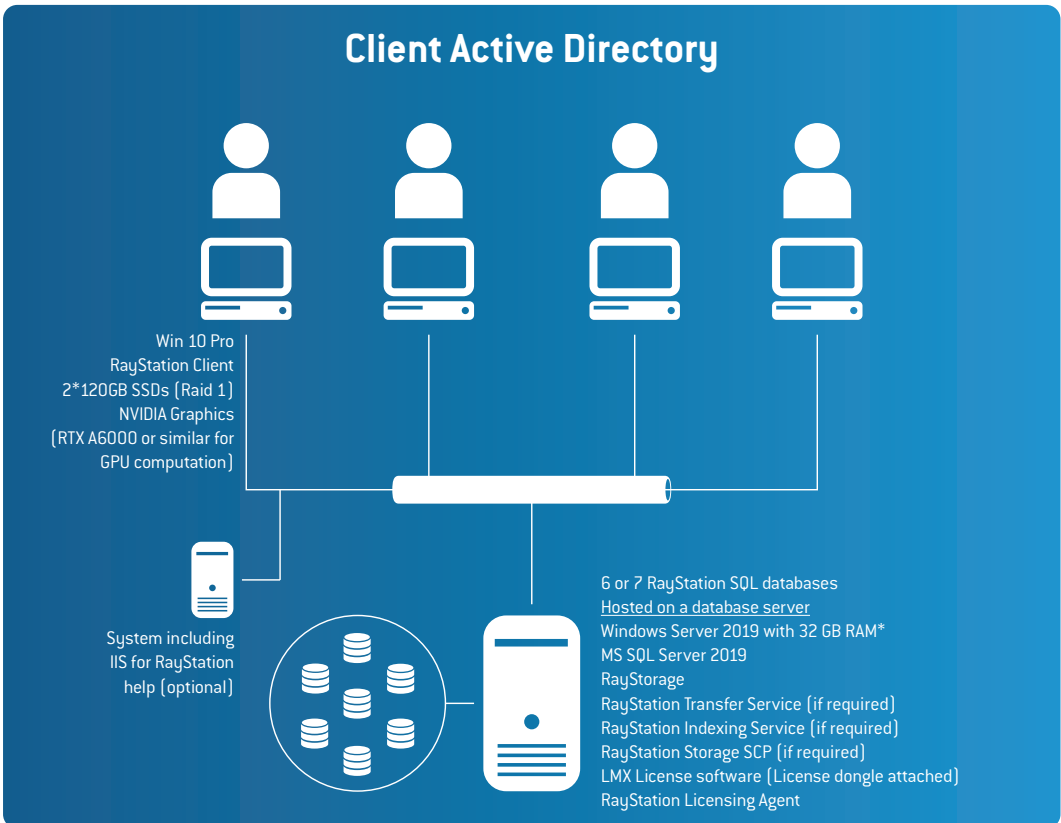 Client Active Directory
Win 10 Pro
RayStation Client
2*120GB SSDs (Raid 1)
NVIDIA Graphics
(RTX A6000 or similar for
GPU computation)
System including
IIS for RayStation
help (optional)
6 or 7 RayStation SQL databases
Hosted on a database server
Windows Server 2019 with 32 GB RAM*
MS SQL Server 2019
RayStorage
RayStation Transfer Service (if required)
RayStation Indexing Service (if required)
RayStation Storage SCP (if required)
LMX License software (License dongle attached)
RayStation Licensing Agent